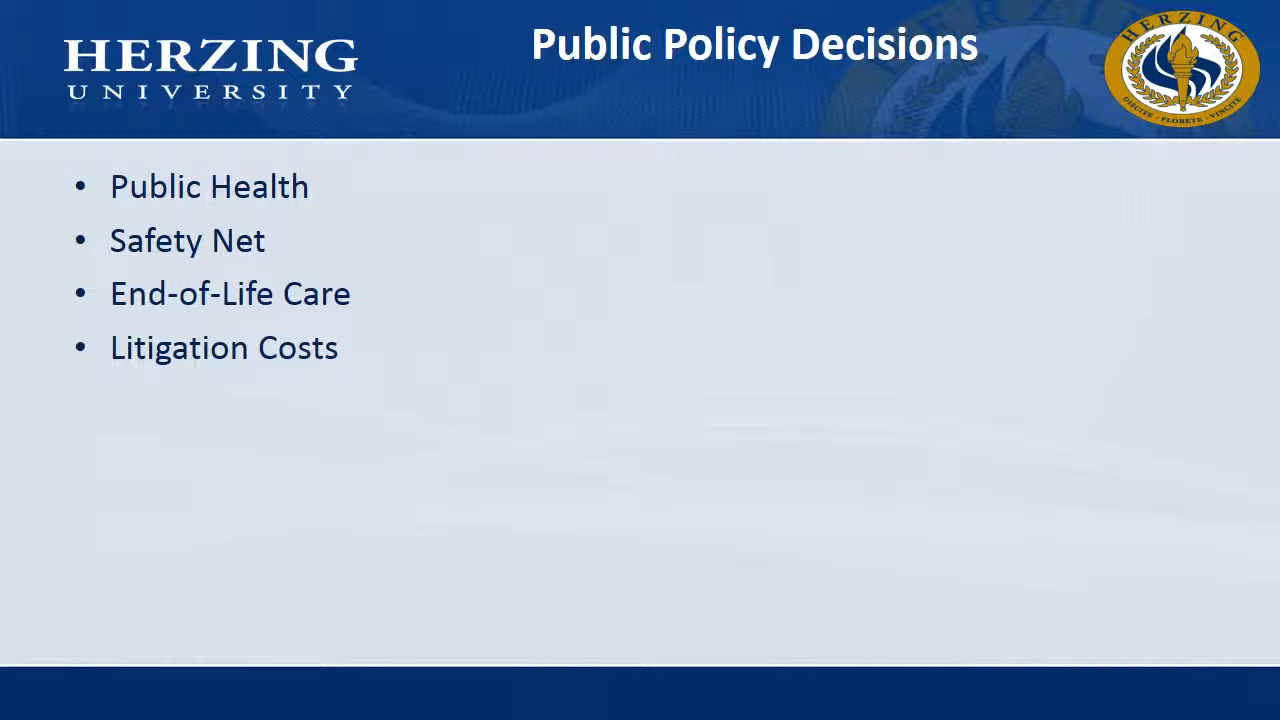 HERZING
UNIVERSITY
Public Policy Decisions
HERZING
DISCITE · FLORETE · VINCITE
• Public Health
• Safety Net
• End-of-Life Care
• Litigation Costs